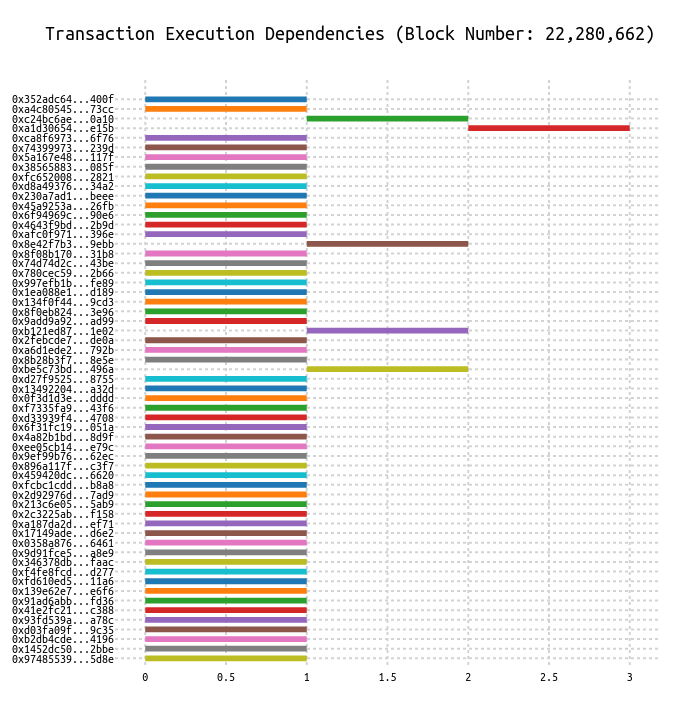 Transaction Execution Dependencies (Block Number: 22,280,662)
0x352adc64...400f
0xa4c80545...73cc
0xc24bc6ae...0a10
0xa1d30654...e15b
0xca8f6973...6f76
0x74399973...239d
0x5a167e48...117f
0x38565883...085f
0xfc652008...2821
0xd8a49376...34a2
0x230a7ad1...beee
0x45a9253a...26fb
0x6f94969c...90e6
0x4643f9bd...2b9d
0xafc0f971...396e
0x8e42f7b3...9ebb
0x8f08b170...31b8
0x74d74d2c...43be
0x780cec59...2b66
0x997efb1b...fe89
0x1ea088e1...d189
0x134f0f44...9cd3
0x8f0eb824...3e96
0x9add9a92...ad99
0xb121ed87...1e02
0x2febcde7...de0a
0xa6d1ede2...792b
0x8b28b3f7...8e5e
0xbe5c73bd...496a
0xd27f9525...8755
0x13492204...a32d
0x0f3d1d3e...dddd
0xf7335fa9...43f6
0xd33939f4...4708
0x6f31fc19...051a
0x4a82b1bd...8d9f
0xee05cb14...e79c
0x9ef99b76...62ec
0x896a117f...c3f7
0x459420dc...6620
0xfcbc1cdd...b8a8
0x2d92976d...7ad9
0x213c6e05...5ab9
0x2c3225ab...f158
0xa187da2d...ef71
0x17149ade...d6e2
0x0358a876...6461
0x9d91fce5...a8e9
0x346378db...faac
0xf4fe8fcd...d277
0xfd610ed5...11a6
0x139e62e7...e6f6
0x91ad6abb...fd36
0x41e2fc21...c388
0x93fd539a...a78c
0xd03fa09f...9c35
0xb2db4cde...4196
0x1452dc50...2bbe
0x97485539...5d8e
0 0.5 1 1.5 2 2.5 3